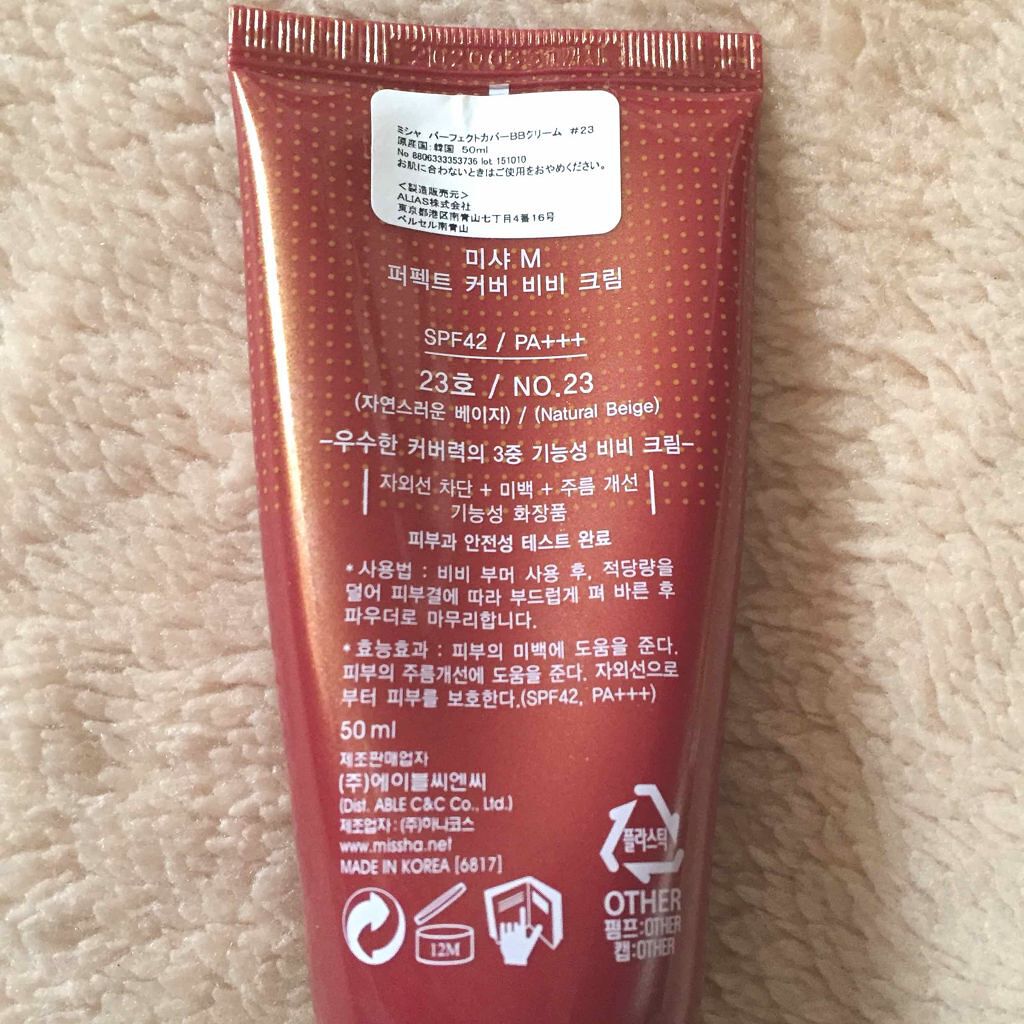 ミシャ パーフェクトカバーBBクリーム #23
原産国:韓国 50ml
No 8806333353736 lot 151010
お肌に合わないときはご使用をおやめください。
<製造販売元>
ALIAS株式会社
東京都港区南青山七丁目4番16号
ベルセル南青山
미샤 M
퍼펙트 커버 비비 크림
SPF42 / PA+++
23호 / NO.23
(자연스러운 베이지) / (Natural Beige)
-우수한 커버력의 3중 기능성 비비 크림-
자외선 차단 + 미백 + 주름 개선
기능성 화장품
피부과 안전성 테스트 완료
*사용법 : 비비 부머 사용 후, 적당량을
덜어 피부결에 따라 부드럽게 펴 바른 후
파우더로 마무리합니다.
*효능효과 : 피부의 미백에 도움을 준다.
피부의 주름개선에 도움을 준다. 자외선으로
부터 피부를 보호한다.(SPF42, PA+++)
50 ml
제조판매업자
(주)에이블씨엔씨
(Dist. ABLE C&C Co., Ltd.)
제조업자 : (주)하나코스
www.missha.net
MADE IN KOREA [6817]
12M
플라스틱
OTHER
펌프:OTHER
캡:OTHER